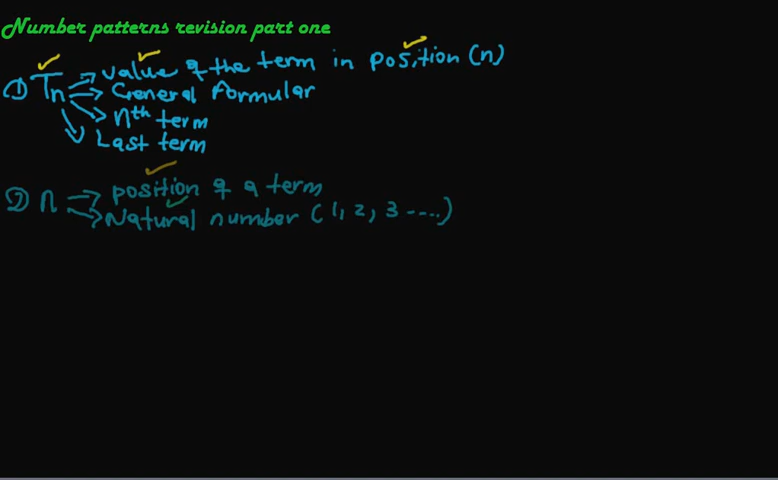 Number patterns revision part one
① Tn ⇒ value of the term in position (n)
⇒ General Formular
⇒ nth term
⇒ Last term
② n ⇒ position of a term
⇒ Natural number (1, 2, 3 ----)